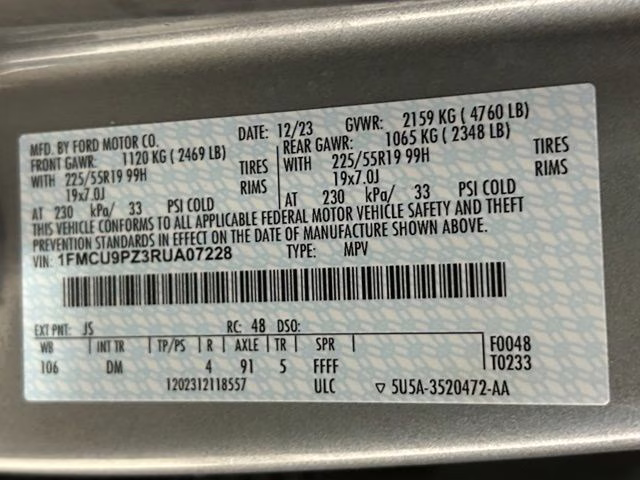 MFD. BY FORD MOTOR CO. DATE: 12/23 GVWR: 2159 KG ( 4760 LB)
FRONT GAWR: 1120 KG ( 2469 LB) REAR GAWR: 1065 KG ( 2348 LB)
WITH 225/55R19 99H TIRES WITH 225/55R19 99H TIRES
19x7.0J RIMS 19x7.0J RIMS
AT 230 kPa/ 33 PSI COLD AT 230 kPa/ 33 PSI COLD
THIS VEHICLE CONFORMS TO ALL APPLICABLE FEDERAL MOTOR VEHICLE SAFETY AND THEFT
PREVENTION STANDARDS IN EFFECT ON THE DATE OF MANUFACTURE SHOWN ABOVE.
VIN: 1FMCU9PZ3RUA07228 TYPE: MPV
EXT PNT: JS RC: 48 DSO:
WB INT TR TP/PS R AXLE TR SPR F0048
106 DM 4 91 5 FFFF T0233
1202312118557 ULC ▽ 5U5A-3520472-AA